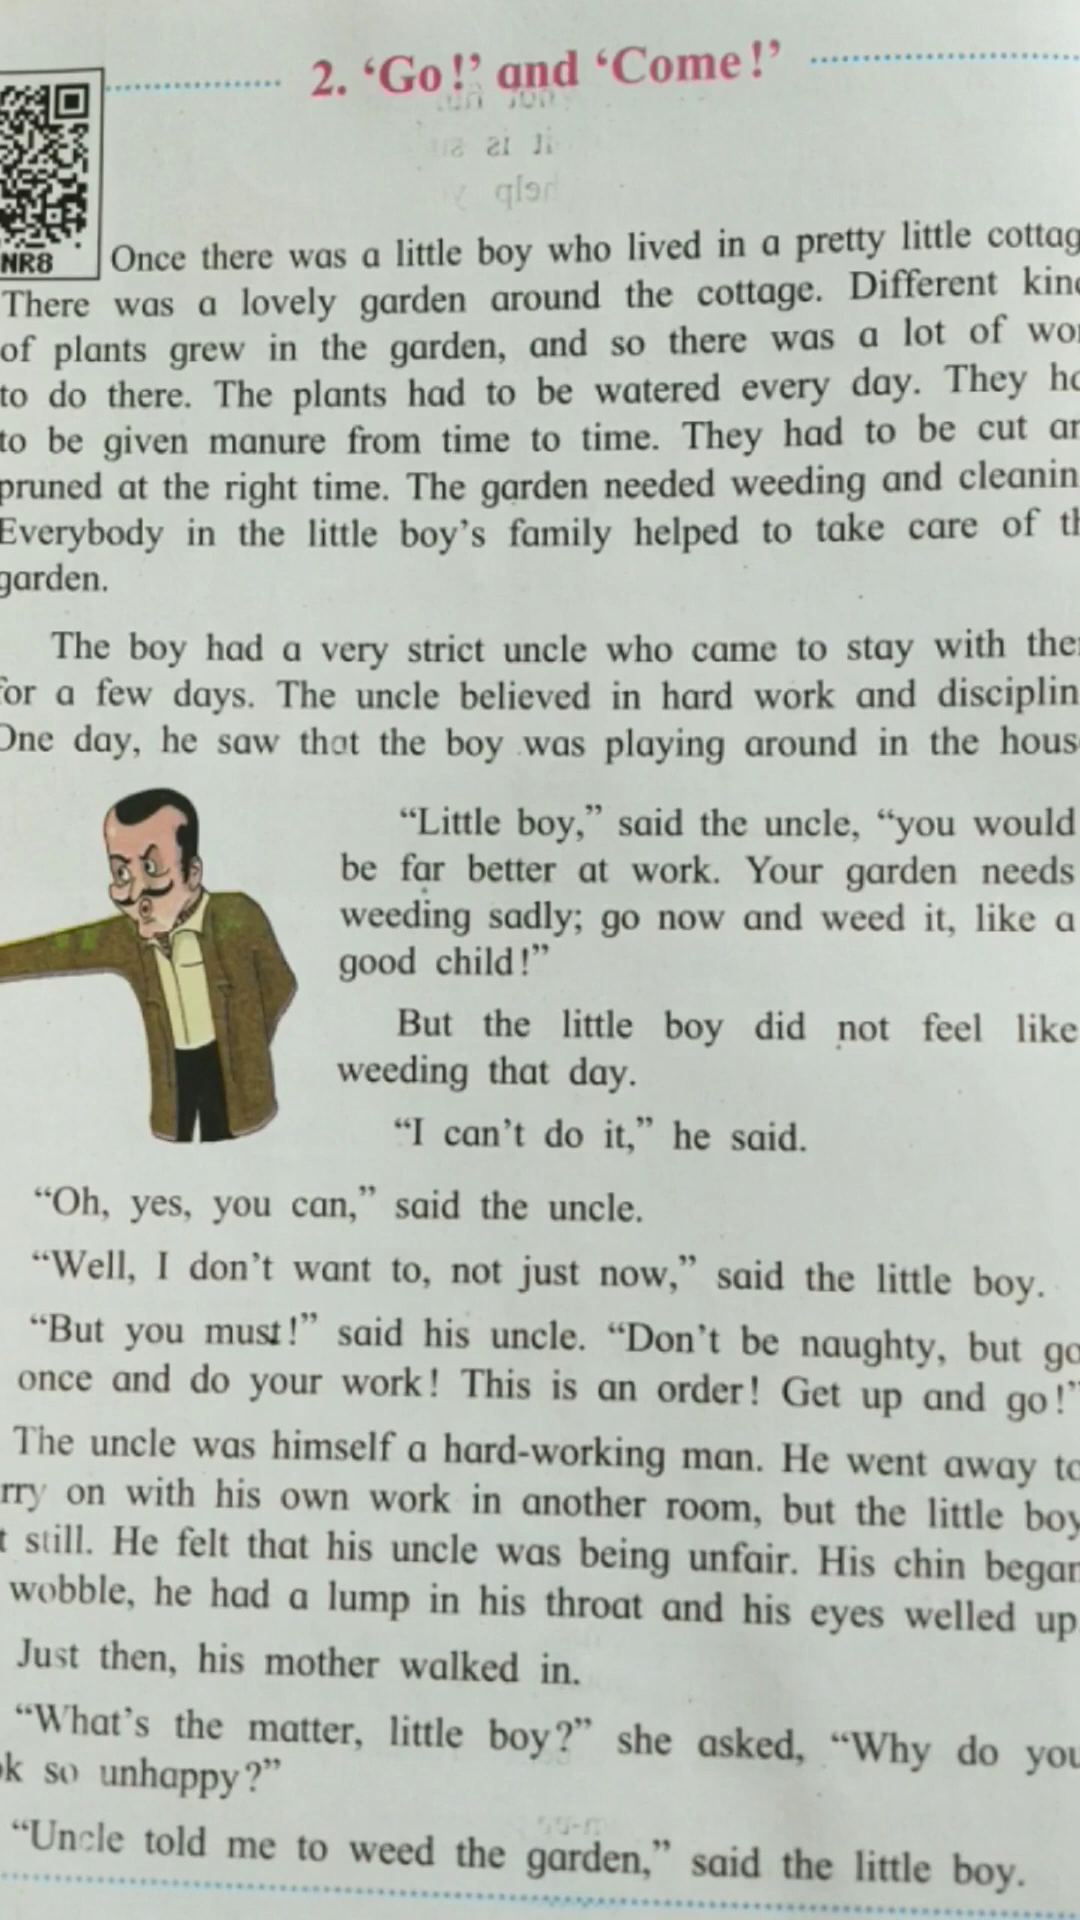 2. ‘Go!’ and ‘Come!’
NR8
Once there was a little boy who lived in a pretty little cottag
There was a lovely garden around the cottage. Different kind
of plants grew in the garden, and so there was a lot of wor
to do there. The plants had to be watered every day. They ha
to be given manure from time to time. They had to be cut an
pruned at the right time. The garden needed weeding and cleanin
Everybody in the little boy’s family helped to take care of th
garden.
The boy had a very strict uncle who came to stay with the
for a few days. The uncle believed in hard work and disciplin
One day, he saw that the boy was playing around in the hous
“Little boy,” said the uncle, “you would
be far better at work. Your garden needs
weeding sadly; go now and weed it, like a
good child!”
But the little boy did not feel like
weeding that day.
“I can’t do it,” he said.
“Oh, yes, you can,” said the uncle.
“Well, I don’t want to, not just now,” said the little boy.
“But you must!” said his uncle. “Don’t be naughty, but go
once and do your work! This is an order! Get up and go!”
The uncle was himself a hard-working man. He went away to
rry on with his own work in another room, but the little boy
t still. He felt that his uncle was being unfair. His chin began
wobble, he had a lump in his throat and his eyes welled up
Just then, his mother walked in.
“What’s the matter, little boy?” she asked, “Why do you
ok so unhappy?”
“Uncle told me to weed the garden,” said the little boy.